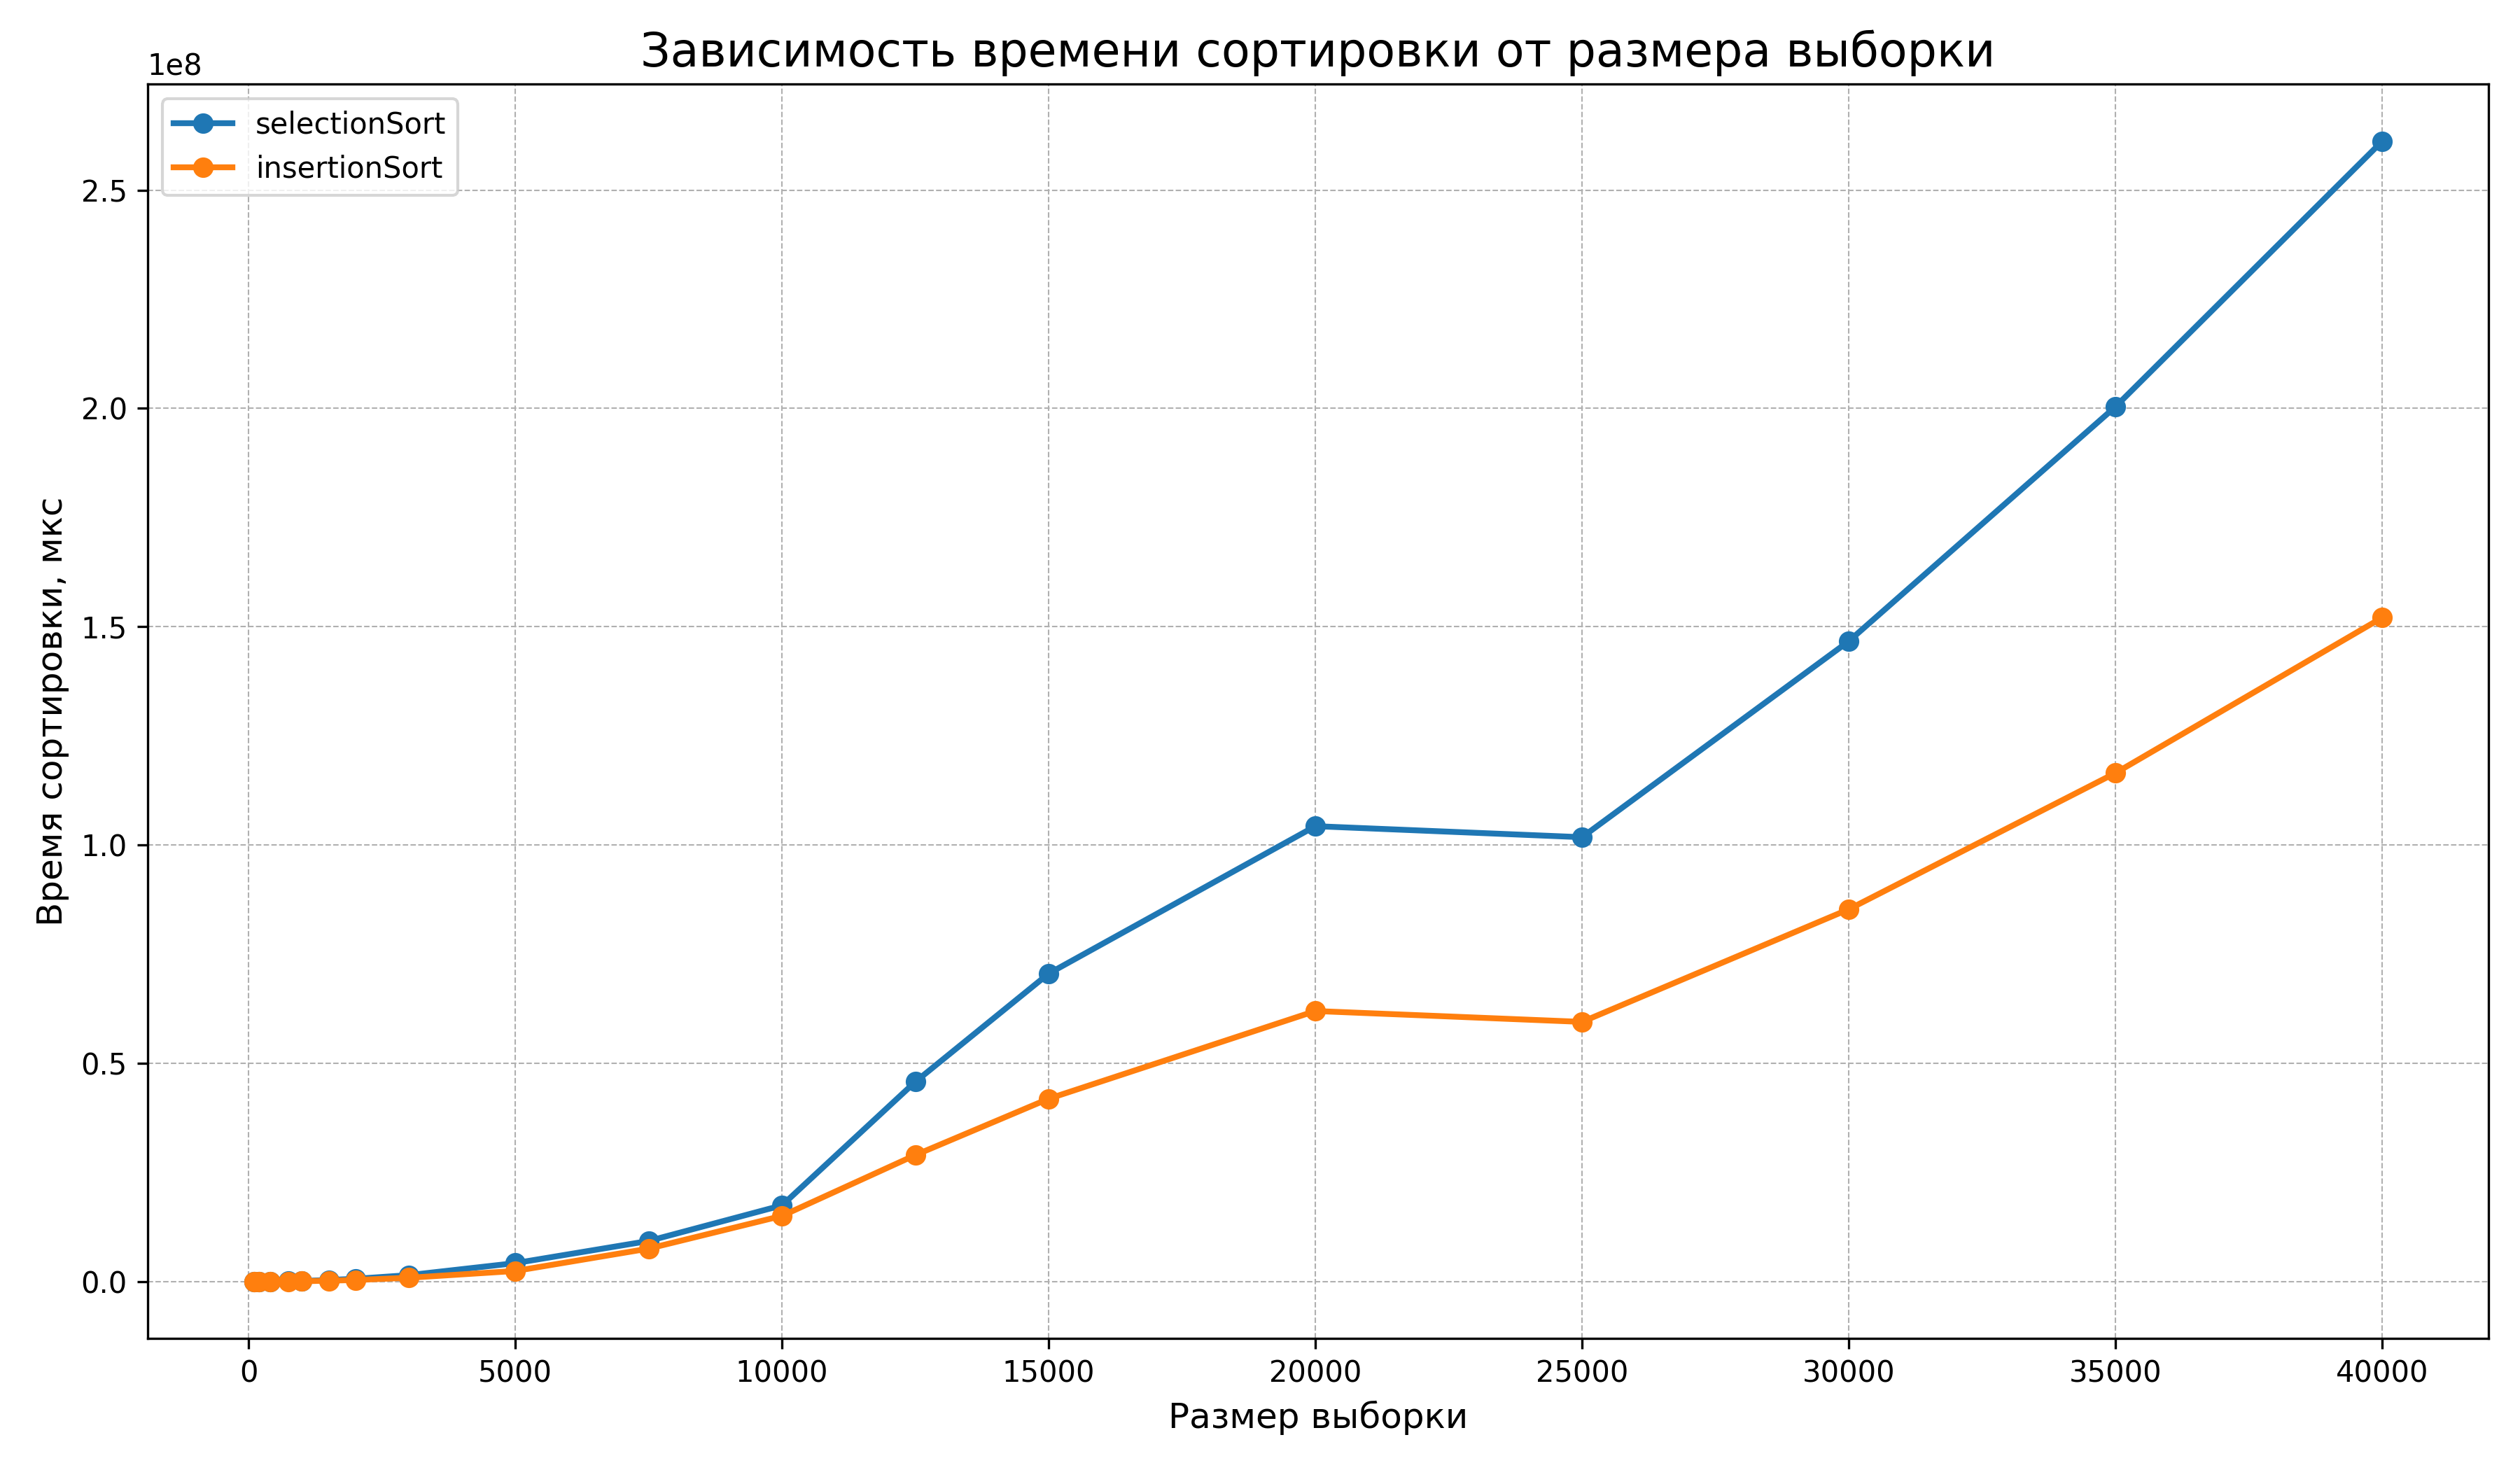 Зависимость времени сортировки от размера выборки
1e8
selectionSort
insertionSort
2.5
2.0
1.5
1.0
0.5
0.0
Время сортировки, мкс
0 5000 10000 15000 20000 25000 30000 35000 40000
Размер выборки